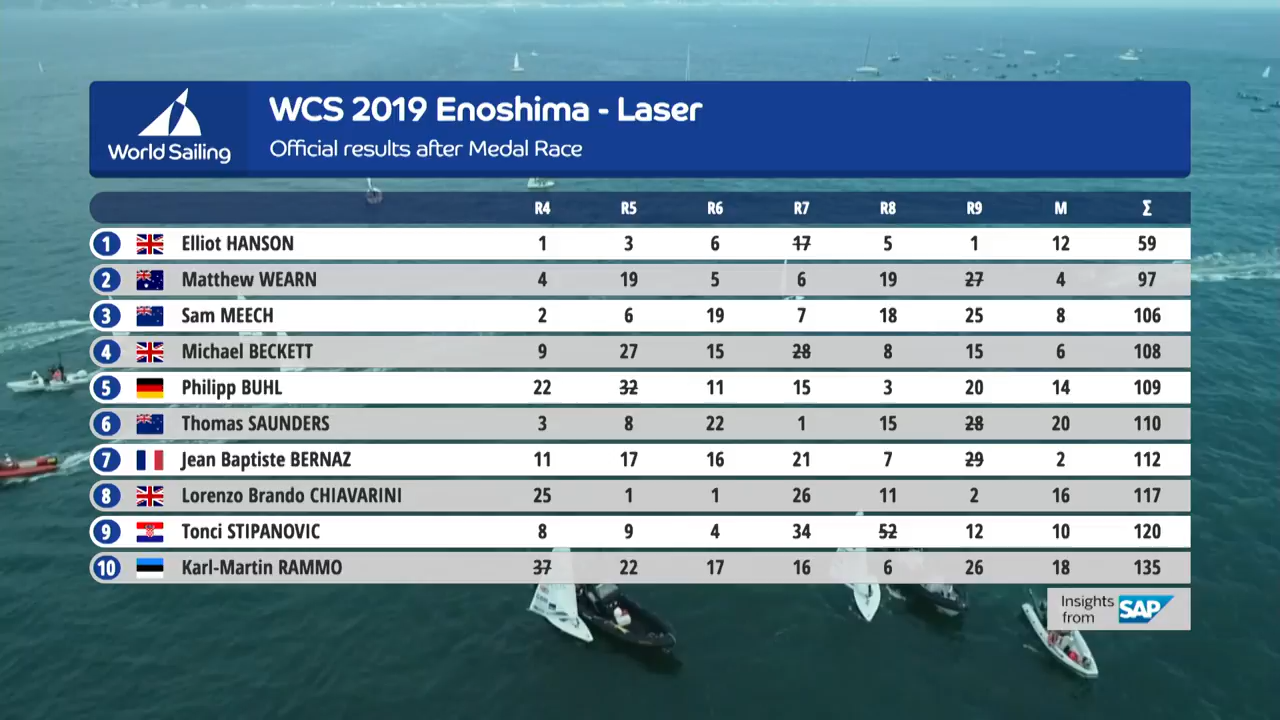 WCS 2019 Enoshima - Laser
World Sailing
Official results after Medal Race
R4 R5 R6 R7 R8 R9 M Σ
1 Elliot HANSON 1 3 6 17 5 1 12 59
2 Matthew WEARN 4 19 5 6 19 27 4 97
3 Sam MEECH 2 6 19 7 18 25 8 106
4 Michael BECKETT 9 27 15 28 8 15 6 108
5 Philipp BUHL 22 32 11 15 3 20 14 109
6 Thomas SAUNDERS 3 8 22 1 15 28 20 110
7 Jean Baptiste BERNAZ 11 17 16 21 7 29 2 112
8 Lorenzo Brando CHIAVARINI 25 1 1 26 11 2 16 117
9 Tonci STIPANOVIC 8 9 4 34 52 12 10 120
10 Karl-Martin RAMMO 37 22 17 16 6 26 18 135
Insights from SAP